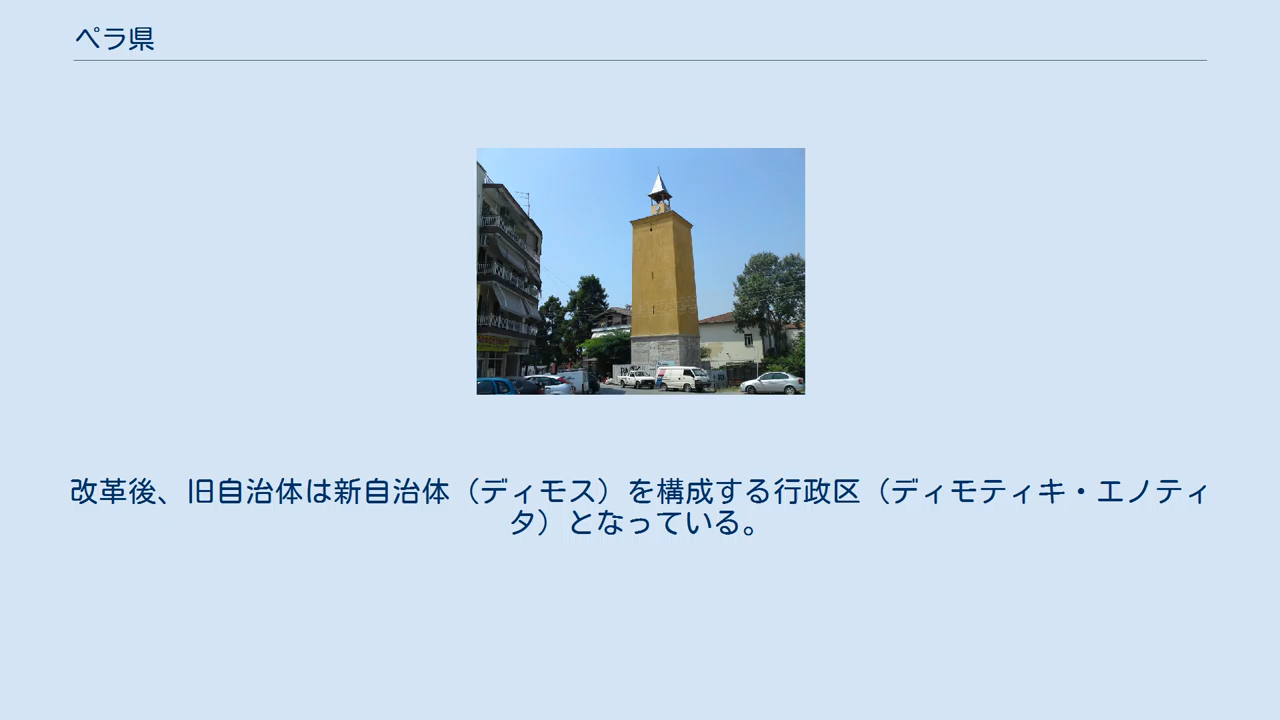 ペラ県
改革後、旧自治体は新自治体（ディモス）を構成する行政区（ディモティキ・エノティ
タ）となっている。